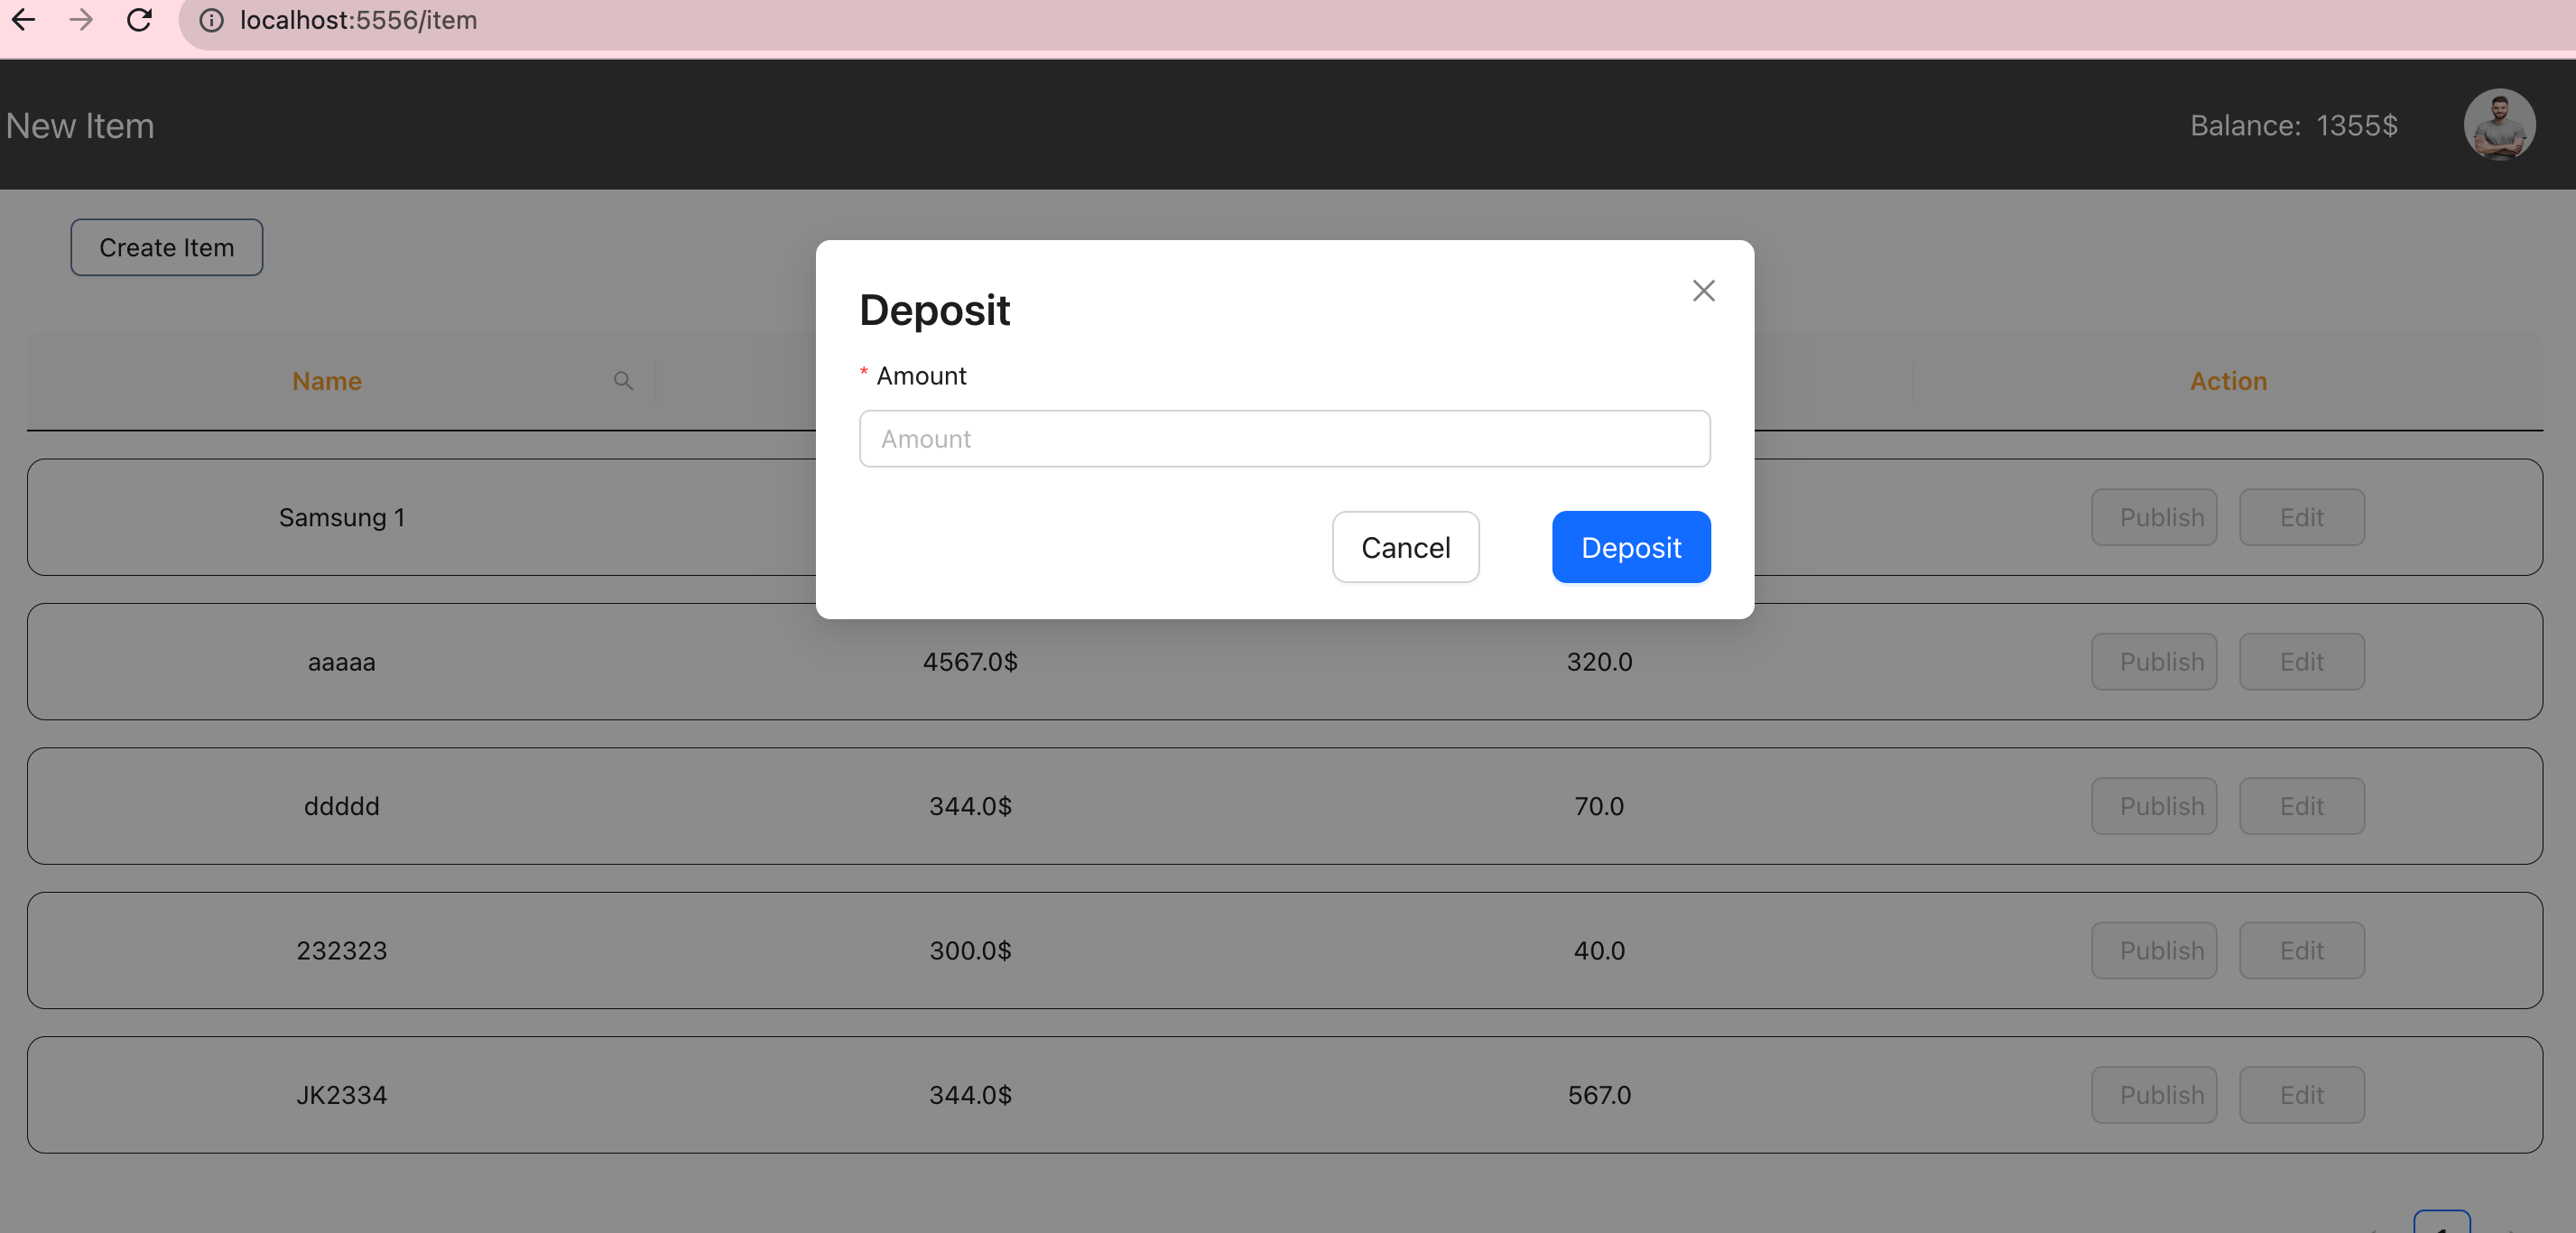 localhost:5556/item
New Item
Balance: 1355$
Create Item
Deposit
* Amount
Amount
Cancel
Deposit
Name
Action
Samsung 1
Publish
Edit
aaaaa
4567.0$
320.0
Publish
Edit
ddddd
344.0$
70.0
Publish
Edit
232323
300.0$
40.0
Publish
Edit
JK2334
344.0$
567.0
Publish
Edit